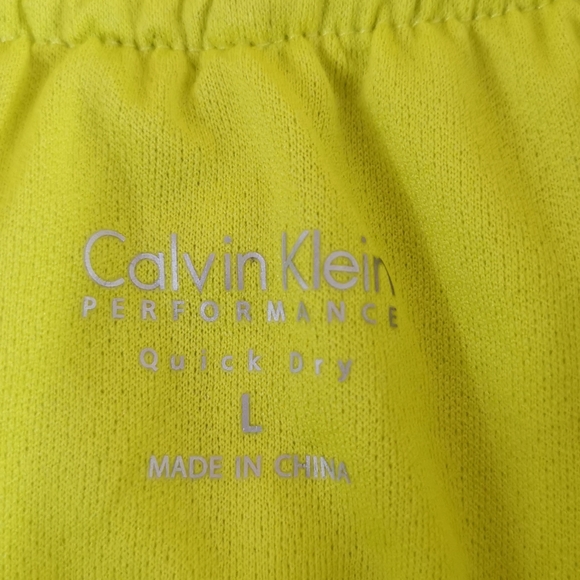 Calvin Klein
PERFORMANCE
Quick Dry
L
MADE IN CHINA